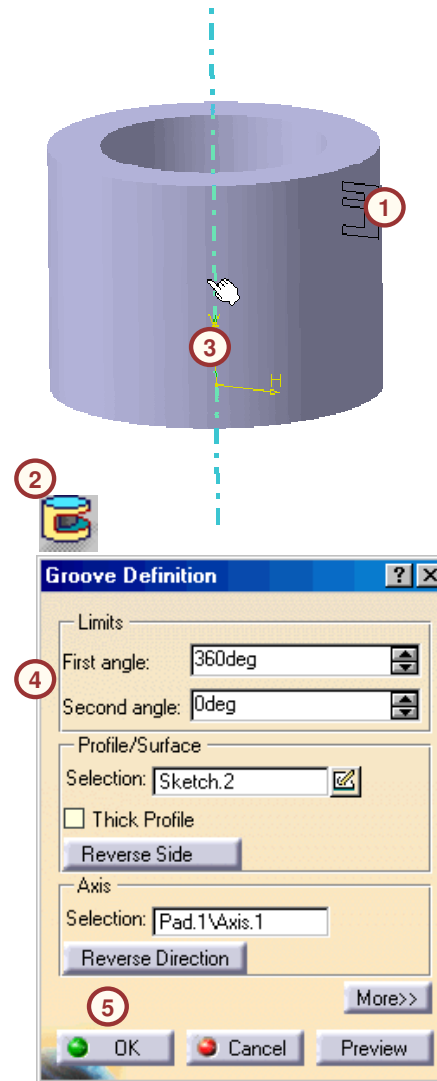 1
V
3
H
2
Groove Definition ? X
Limits
4
First angle: 360deg
Second angle: 0deg
Profile/Surface
Selection: Sketch.2
Thick Profile
Reverse Side
Axis
Selection: Pad.1\Axis.1
Reverse Direction
More>>
5
OK Cancel Preview